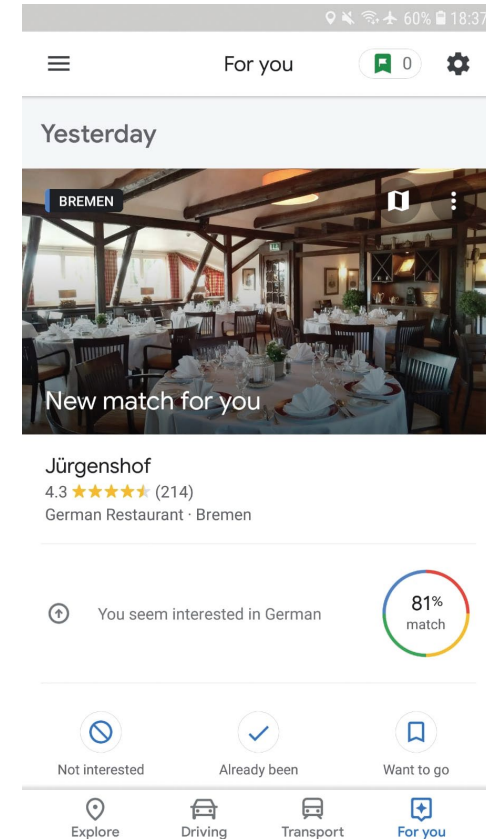 60% 18:37
For you
0
Yesterday
BREMEN
New match for you
Jürgenshof
4.3 (214)
German Restaurant · Bremen
You seem interested in German
81%
match
Not interested
Already been
Want to go
Explore
Driving
Transport
For you